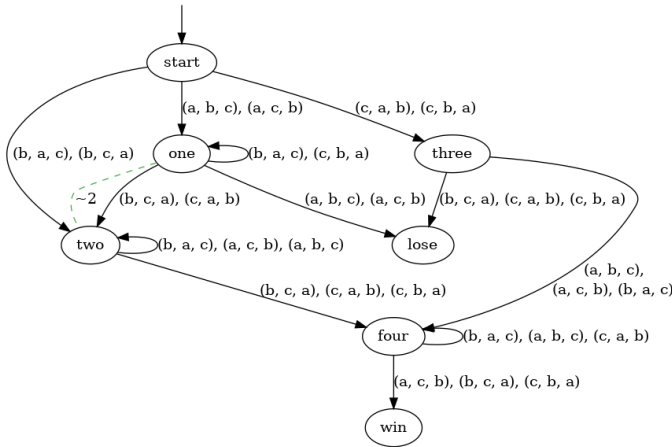 start
(a, b, c), (a, c, b)
(c, a, b), (c, b, a)
(b, a, c), (b, c, a)
one
(b, a, c), (c, b, a)
three
~2
(b, c, a), (c, a, b)
(a, b, c), (a, c, b)
(b, c, a), (c, a, b), (c, b, a)
two
(b, a, c), (a, c, b), (a, b, c)
lose
(b, c, a), (c, a, b), (c, b, a)
(a, b, c),
(a, c, b), (b, a, c)
four
(b, a, c), (a, b, c), (c, a, b)
(a, c, b), (b, c, a), (c, b, a)
win